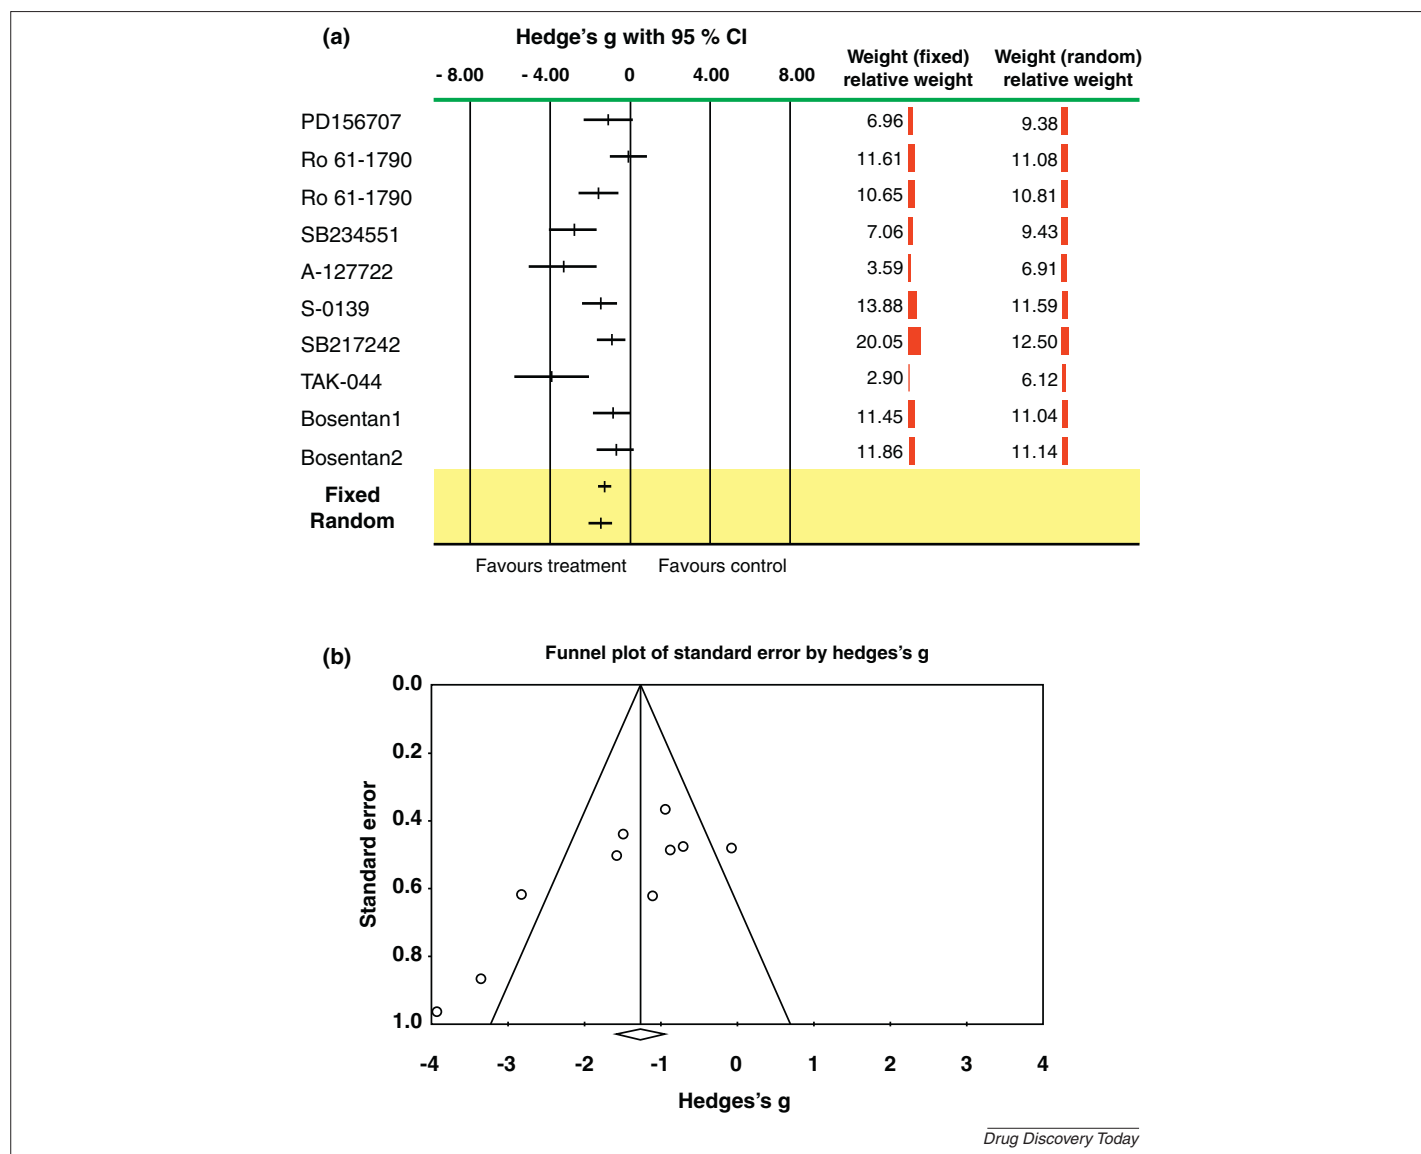 (a)
Hedge's g with 95 % CI
Weight (fixed) Weight (random)
- 8.00 - 4.00 0 4.00 8.00 relative weight relative weight
PD156707 6.96 9.38
Ro 61-1790 11.61 11.08
Ro 61-1790 10.65 10.81
SB234551 7.06 9.43
A-127722 3.59 6.91
S-0139 13.88 11.59
SB217242 20.05 12.50
TAK-044 2.90 6.12
Bosentan1 11.45 11.04
Bosentan2 11.86 11.14
Fixed
Random
Favours treatment Favours control
(b)
Funnel plot of standard error by hedges's g
0.0
0.2
0.4
0.6
0.8
1.0
Standard error
-4 -3 -2 -1 0 1 2 3 4
Hedges's g
Drug Discovery Today